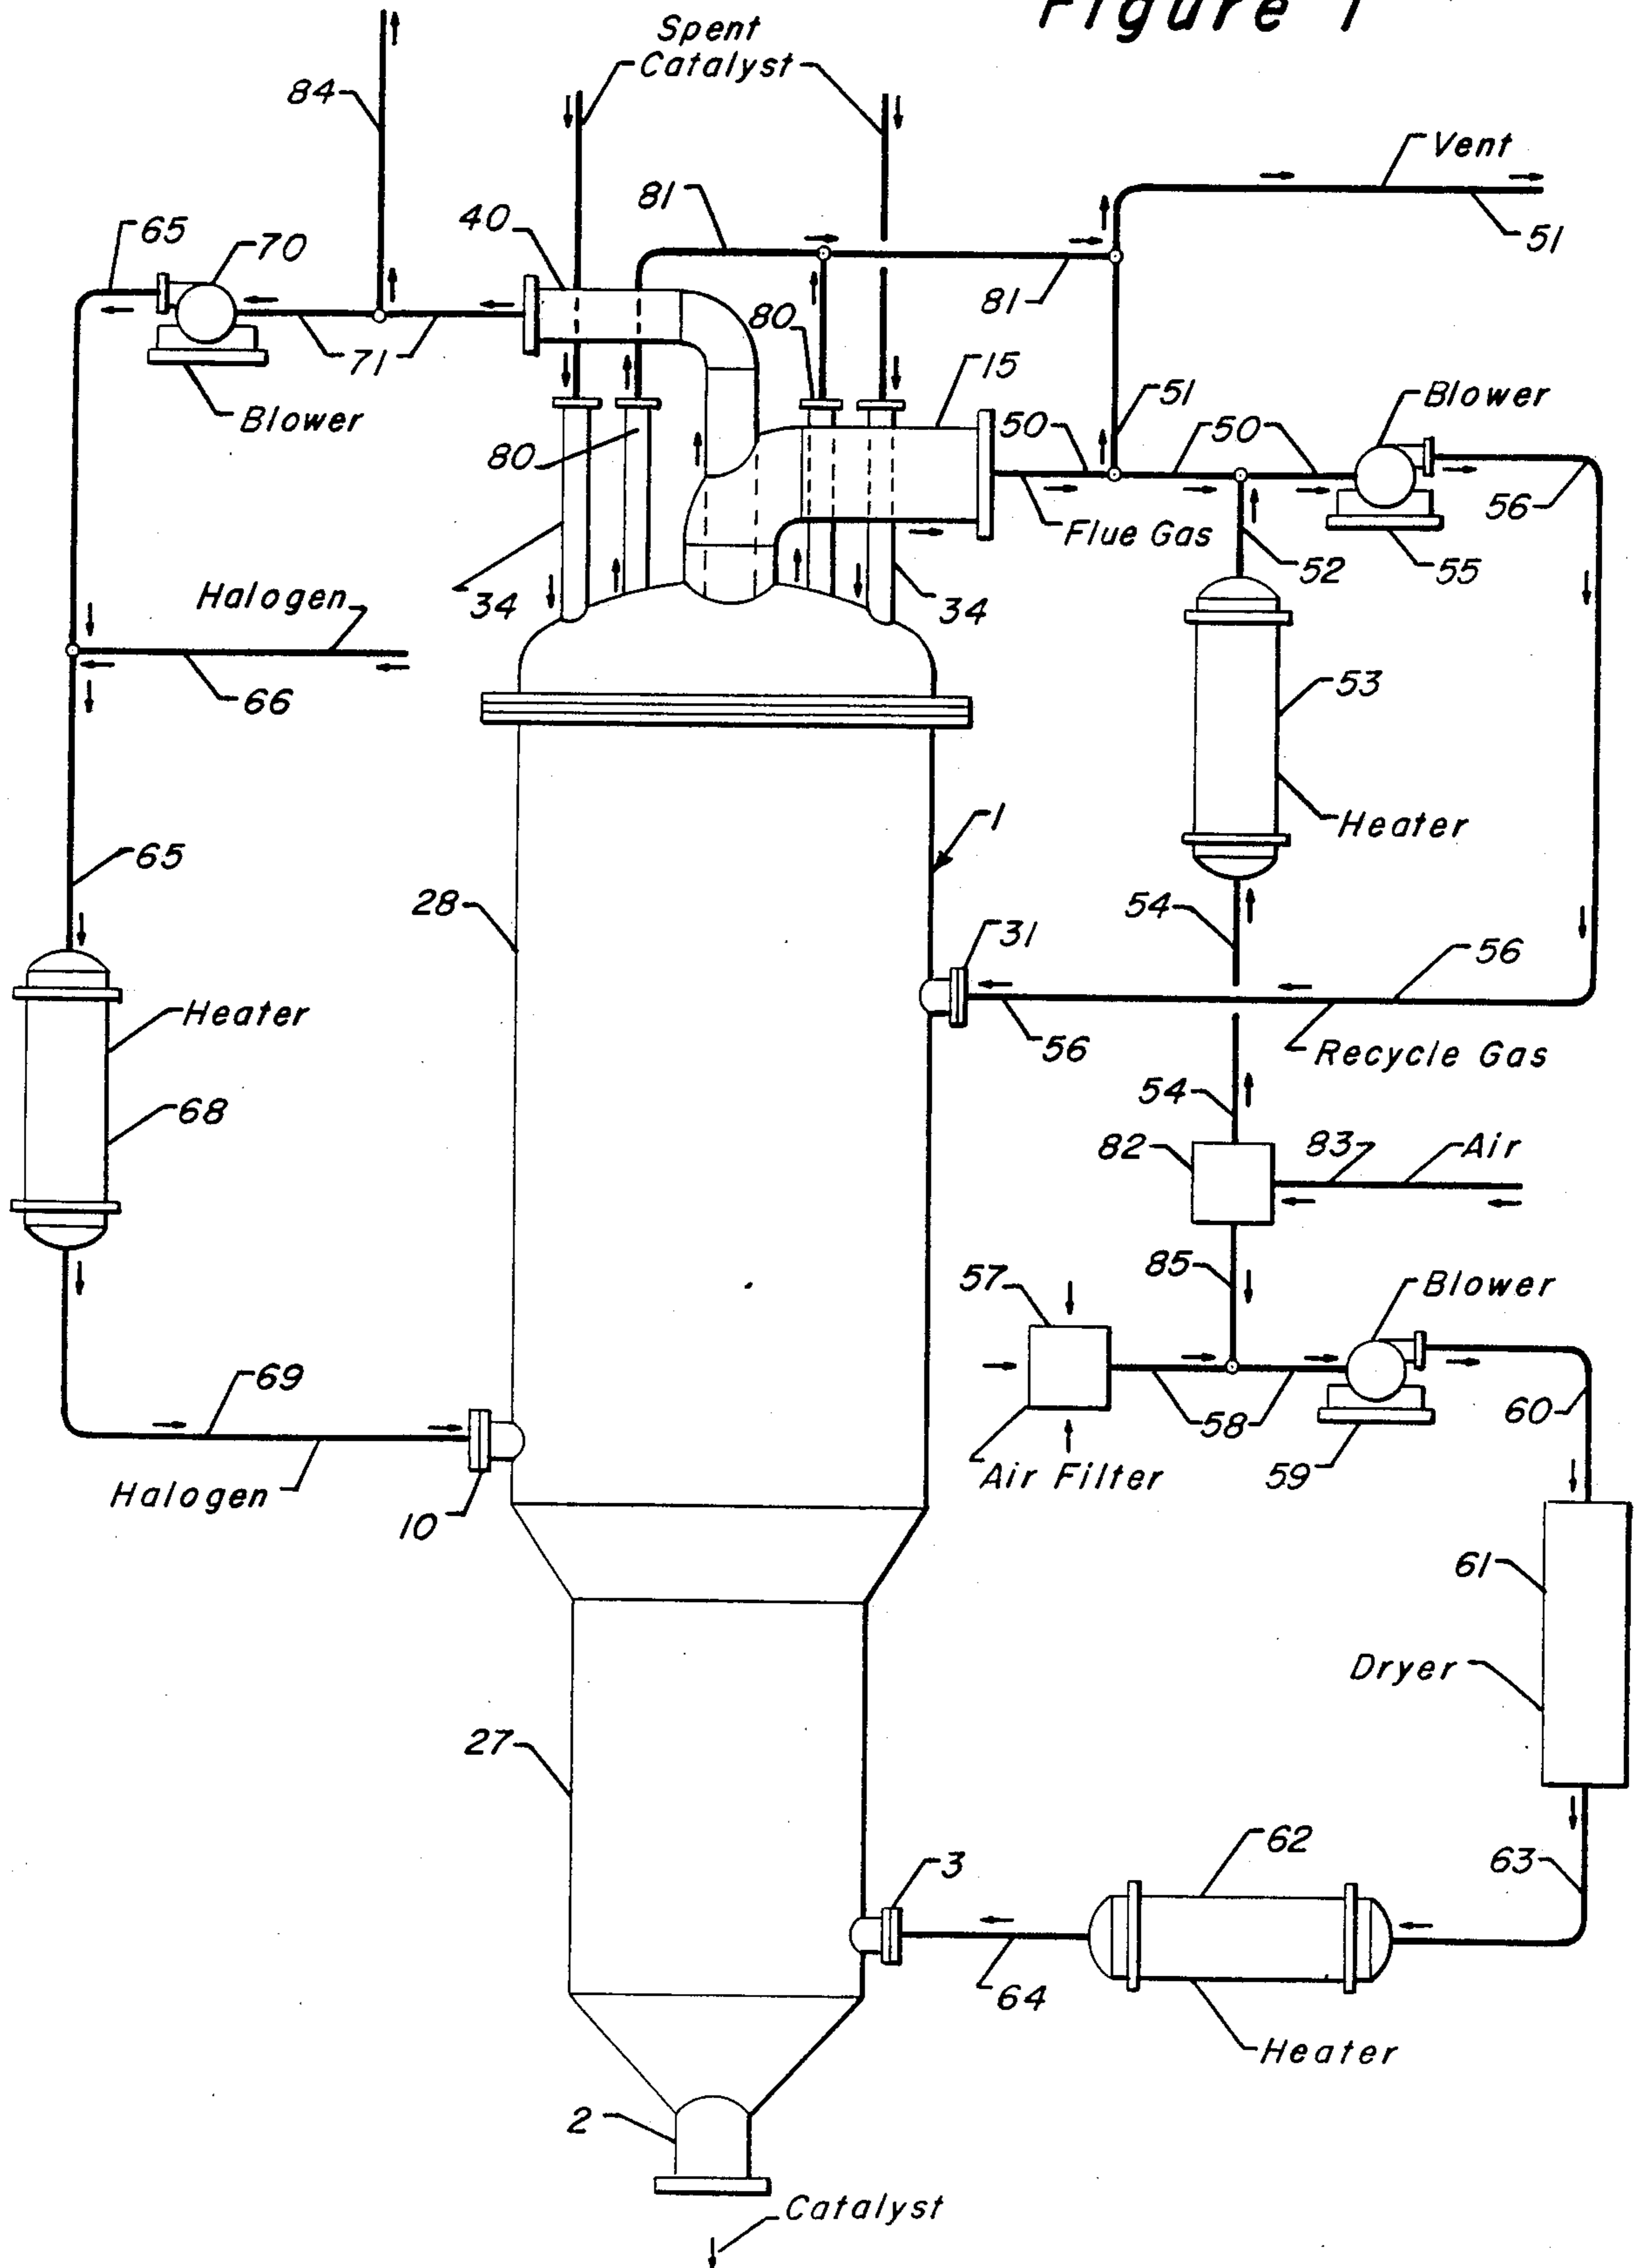 Figure 1
Spent
Catalyst
84
Vent
51
81
40
65
70
81
80
15
71
Blower
80
50
51
50
Blower
56
Flue Gas
52
55
34
34
Halogen
66
53
Heater
1
65
28
54
31
56
Heater
56
Recycle Gas
68
54
82
83
Air
85
57
Blower
69
58
60
59
Air Filter
Halogen
10
61
Dryer
27
62
3
63
64
Heater
2
Catalyst